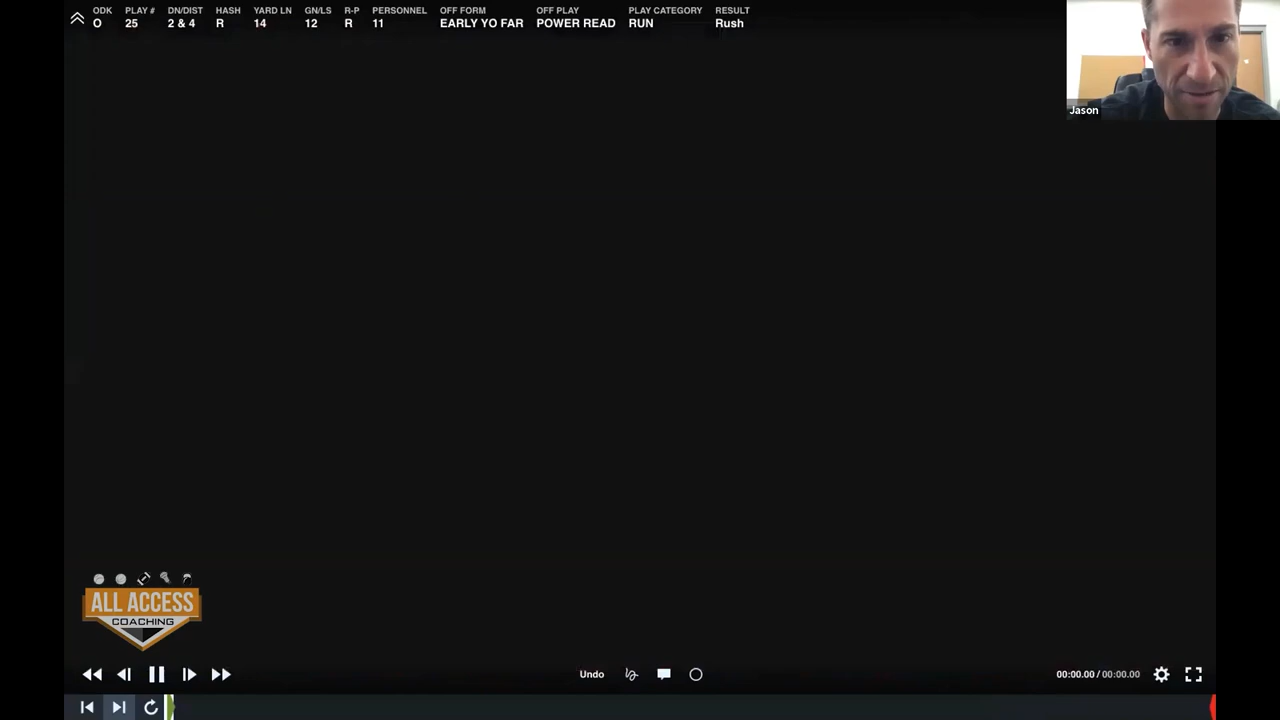 ODK PLAY # DN/DIST HASH YARD LN GN/LS R-P PERSONNEL OFF FORM OFF PLAY PLAY CATEGORY RESULT
O 25 2 & 4 R 14 12 R 11 EARLY YO FAR POWER READ RUN Rush
Jason
ALL ACCESS
COACHING
Undo
00:00.00 / 00:00.00